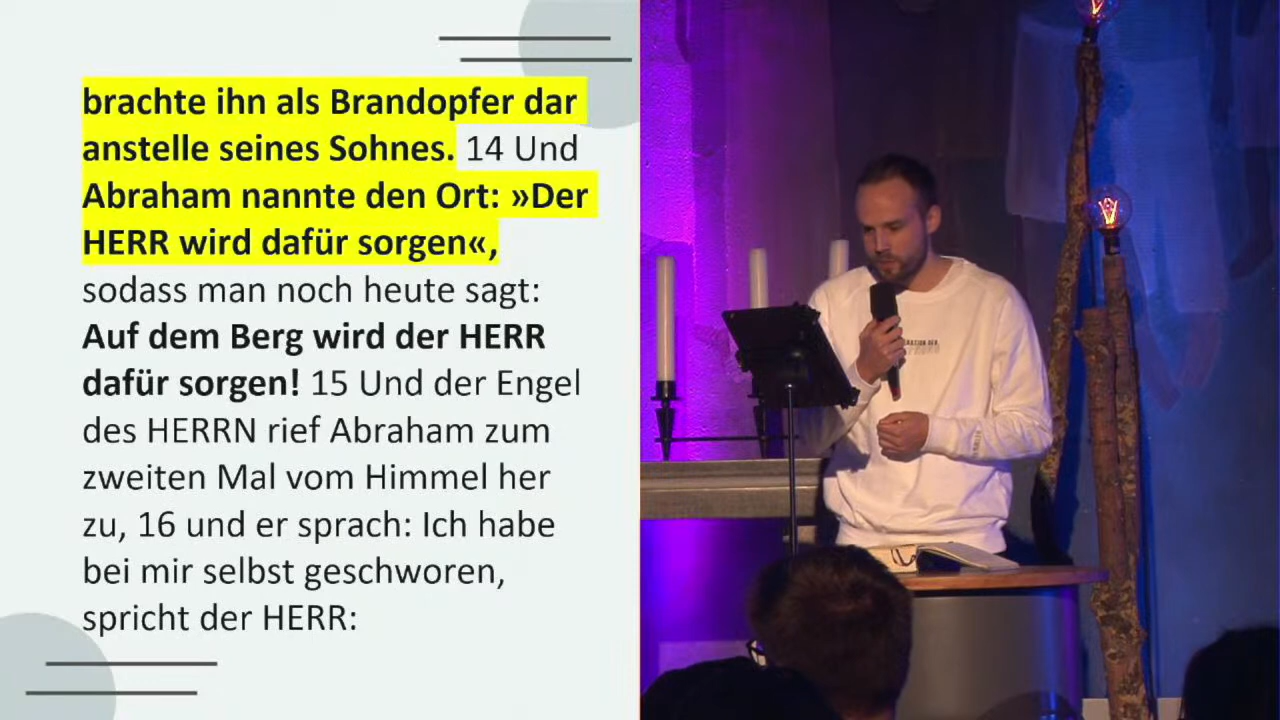 brachte ihn als Brandopfer dar
anstelle seines Sohnes. 14 Und
Abraham nannte den Ort: »Der
HERR wird dafür sorgen«,
sodass man noch heute sagt:
Auf dem Berg wird der HERR
dafür sorgen! 15 Und der Engel
des HERRN rief Abraham zum
zweiten Mal vom Himmel her
zu, 16 und er sprach: Ich habe
bei mir selbst geschworen,
spricht der HERR: